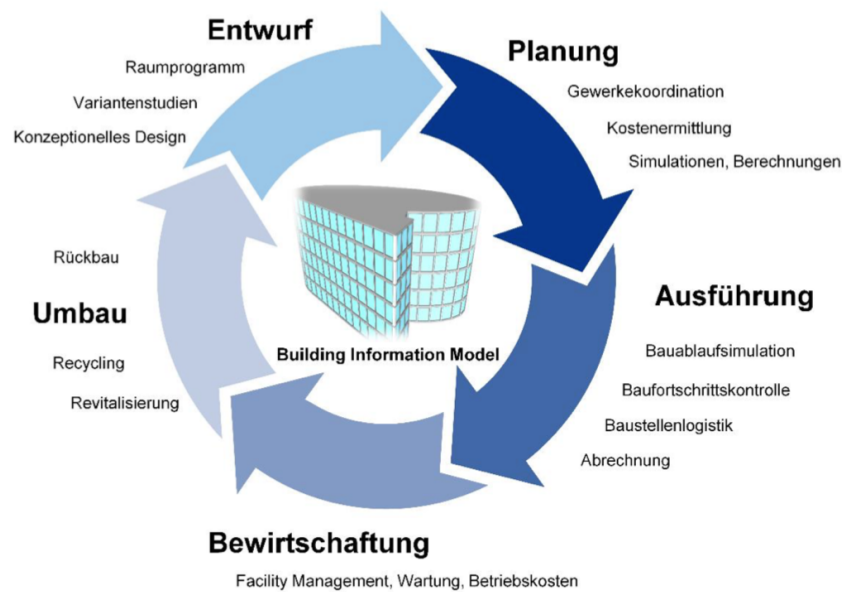 Entwurf
Raumprogramm
Variantenstudien
Konzeptionelles Design
Planung
Gewerkekoordination
Kostenermittlung
Simulationen, Berechnungen
Ausführung
Bauablaufsimulation
Baufortschrittskontrolle
Baustellenlogistik
Abrechnung
Bewirtschaftung
Facility Management, Wartung, Betriebskosten
Rückbau
Umbau
Recycling
Revitalisierung
Building Information Model